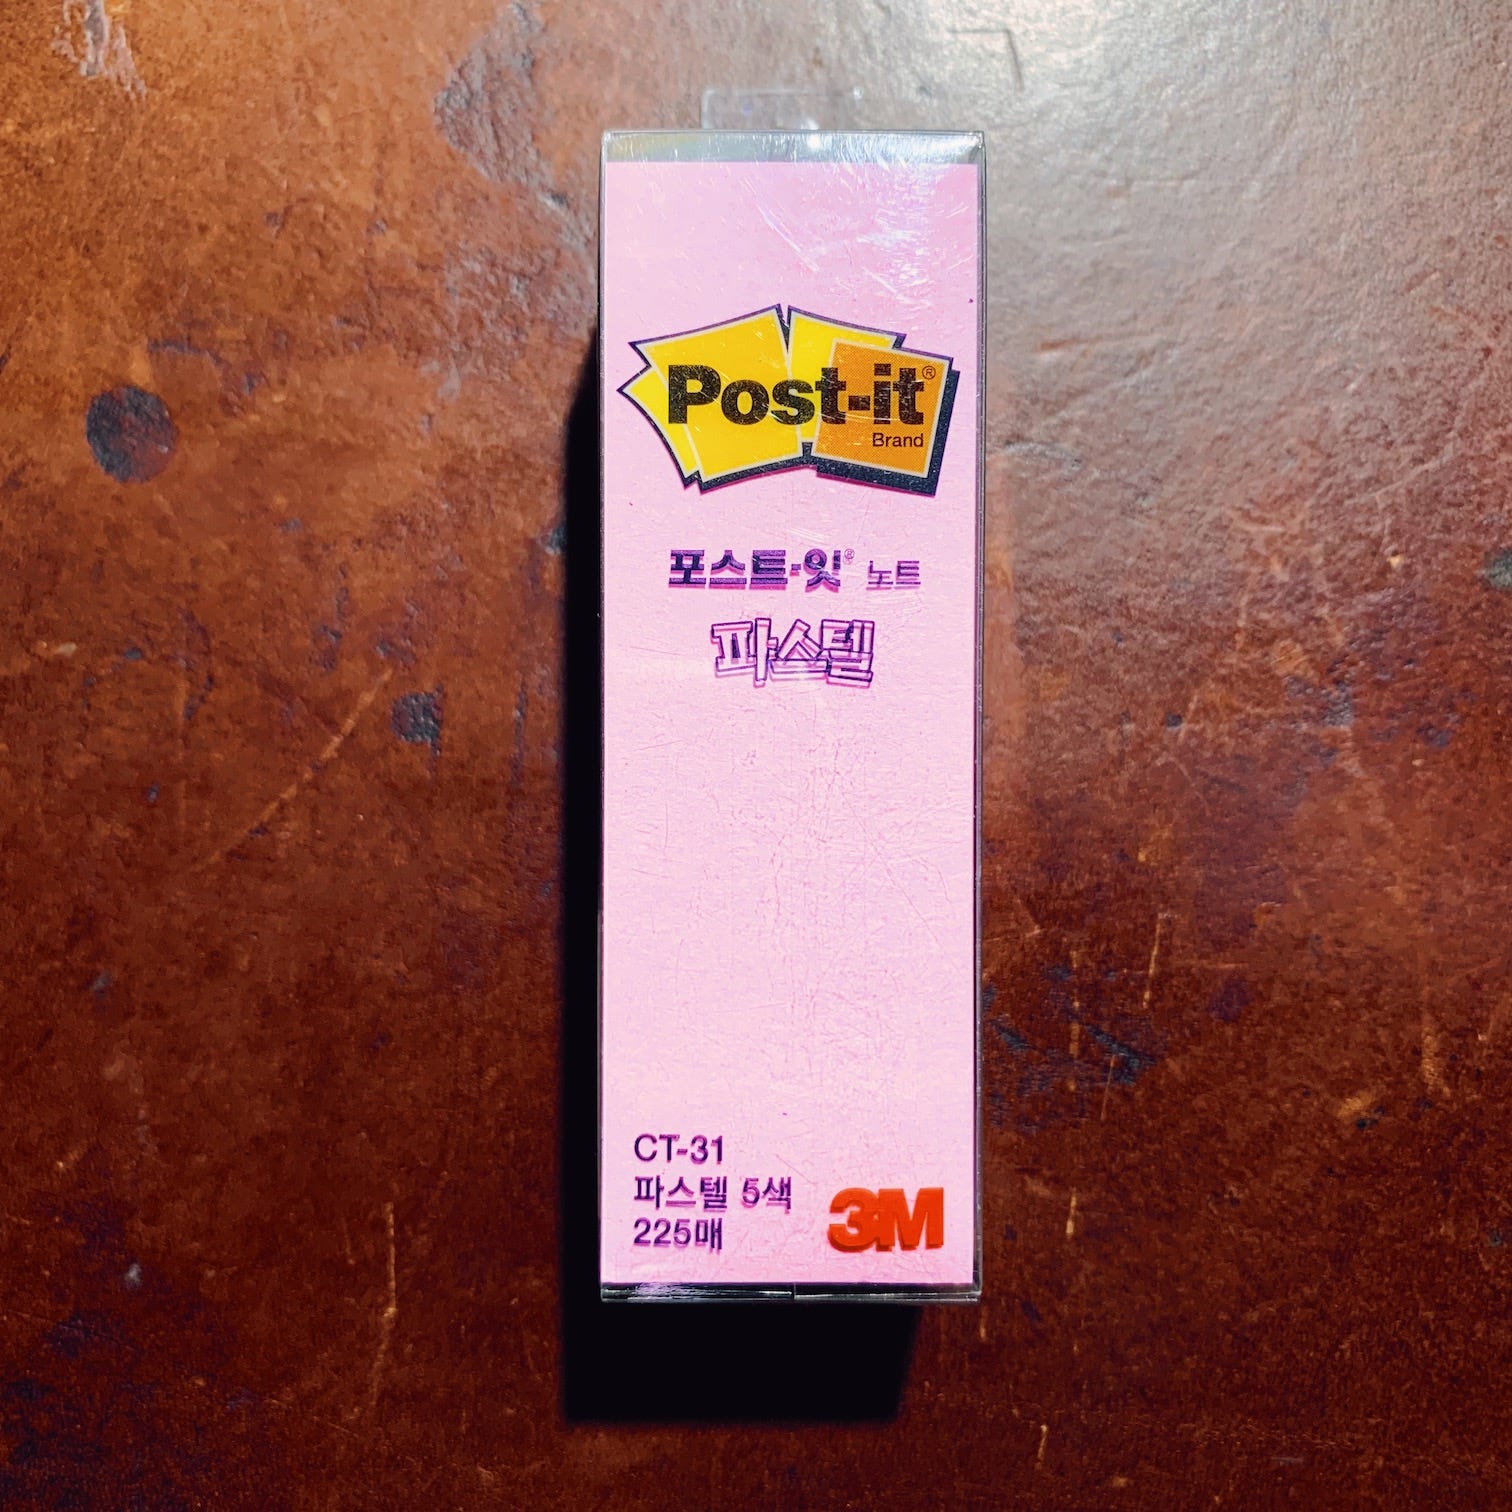 Post-it®
Brand
포스트-잇® 노트
파스텔
CT-31
파스텔 5색
225매
3M